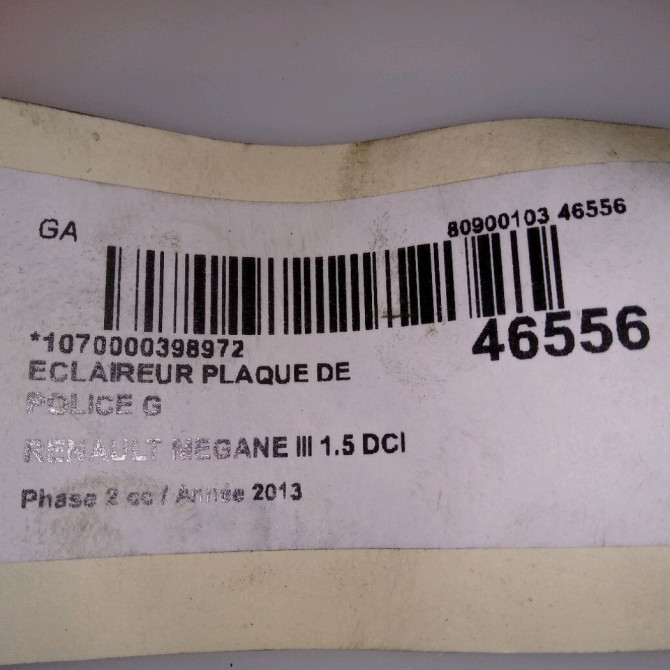 GA
80900103 46556
46556
*1070000398972
ECLAIREUR PLAQUE DE
POLICE G
RENAULT MEGANE III 1.5 DCI
Phase 2 cc / Année 2013